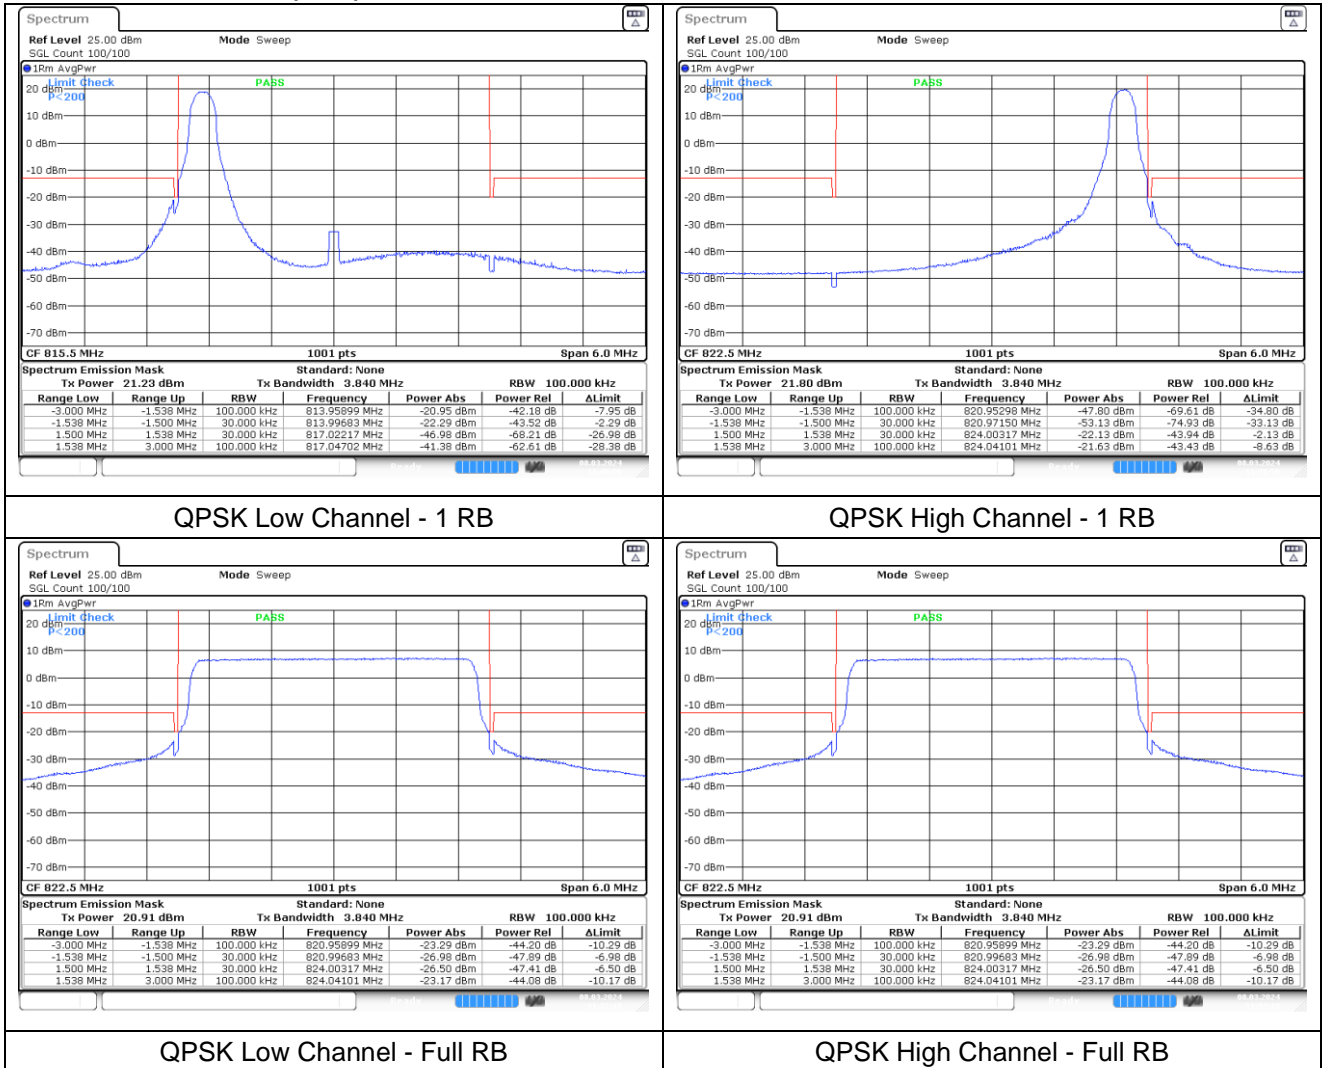 Spectrum
Ref Level 25.00 dBm Mode Sweep
SGL Count 100/100
1Rm AvgPwr
Limit Check PASS
P<200
20 dBm
10 dBm
0 dBm
-10 dBm
-20 dBm
-30 dBm
-40 dBm
-50 dBm
-60 dBm
-70 dBm
CF 815.5 MHz 1001 pts Span 6.0 MHz
Spectrum Emission Mask Standard: None
Tx Power 21.23 dBm Tx Bandwidth 3.840 MHz RBW 100.000 kHz
Range Low Range Up RBW Frequency Power Abs Power Rel ΔLimit
-3.000 MHz -1.538 MHz 100.000 kHz 813.95899 MHz -20.95 dBm -42.18 dB -7.95 dB
-1.538 MHz -1.500 MHz 30.000 kHz 813.99683 MHz -22.29 dBm -43.52 dB -2.29 dB
1.500 MHz 1.538 MHz 30.000 kHz 817.02217 MHz -46.98 dBm -68.21 dB -26.98 dB
1.538 MHz 3.000 MHz 100.000 kHz 817.04702 MHz -41.38 dBm -62.61 dB -28.38 dB
QPSK Low Channel - 1 RB
Spectrum
Ref Level 25.00 dBm Mode Sweep
SGL Count 100/100
1Rm AvgPwr
Limit Check PASS
P<200
20 dBm
10 dBm
0 dBm
-10 dBm
-20 dBm
-30 dBm
-40 dBm
-50 dBm
-60 dBm
-70 dBm
CF 822.5 MHz 1001 pts Span 6.0 MHz
Spectrum Emission Mask Standard: None
Tx Power 21.80 dBm Tx Bandwidth 3.840 MHz RBW 100.000 kHz
Range Low Range Up RBW Frequency Power Abs Power Rel ΔLimit
-3.000 MHz -1.538 MHz 100.000 kHz 820.95298 MHz -47.80 dBm -69.61 dB -34.80 dB
-1.538 MHz -1.500 MHz 30.000 kHz 820.97150 MHz -53.13 dBm -74.93 dB -33.13 dB
1.500 MHz 1.538 MHz 30.000 kHz 824.00317 MHz -22.13 dBm -43.94 dB -2.13 dB
1.538 MHz 3.000 MHz 100.000 kHz 824.04101 MHz -21.63 dBm -43.43 dB -8.63 dB
QPSK High Channel - 1 RB
Spectrum
Ref Level 25.00 dBm Mode Sweep
SGL Count 100/100
1Rm AvgPwr
Limit Check PASS
P<200
20 dBm
10 dBm
0 dBm
-10 dBm
-20 dBm
-30 dBm
-40 dBm
-50 dBm
-60 dBm
-70 dBm
CF 822.5 MHz 1001 pts Span 6.0 MHz
Spectrum Emission Mask Standard: None
Tx Power 20.91 dBm Tx Bandwidth 3.840 MHz RBW 100.000 kHz
Range Low Range Up RBW Frequency Power Abs Power Rel ΔLimit
-3.000 MHz -1.538 MHz 100.000 kHz 820.95899 MHz -23.29 dBm -44.20 dB -10.29 dB
-1.538 MHz -1.500 MHz 30.000 kHz 820.99683 MHz -26.98 dBm -47.89 dB -6.98 dB
1.500 MHz 1.538 MHz 30.000 kHz 824.00317 MHz -26.50 dBm -47.41 dB -6.50 dB
1.538 MHz 3.000 MHz 100.000 kHz 824.04101 MHz -23.17 dBm -44.08 dB -10.17 dB
QPSK Low Channel - Full RB
Spectrum
Ref Level 25.00 dBm Mode Sweep
SGL Count 100/100
1Rm AvgPwr
Limit Check PASS
P<200
20 dBm
10 dBm
0 dBm
-10 dBm
-20 dBm
-30 dBm
-40 dBm
-50 dBm
-60 dBm
-70 dBm
CF 822.5 MHz 1001 pts Span 6.0 MHz
Spectrum Emission Mask Standard: None
Tx Power 20.91 dBm Tx Bandwidth 3.840 MHz RBW 100.000 kHz
Range Low Range Up RBW Frequency Power Abs Power Rel ΔLimit
-3.000 MHz -1.538 MHz 100.000 kHz 820.95899 MHz -23.29 dBm -44.20 dB -10.29 dB
-1.538 MHz -1.500 MHz 30.000 kHz 820.99683 MHz -26.98 dBm -47.89 dB -6.98 dB
1.500 MHz 1.538 MHz 30.000 kHz 824.00317 MHz -26.50 dBm -47.41 dB -6.50 dB
1.538 MHz 3.000 MHz 100.000 kHz 824.04101 MHz -23.17 dBm -44.08 dB -10.17 dB
QPSK High Channel - Full RB